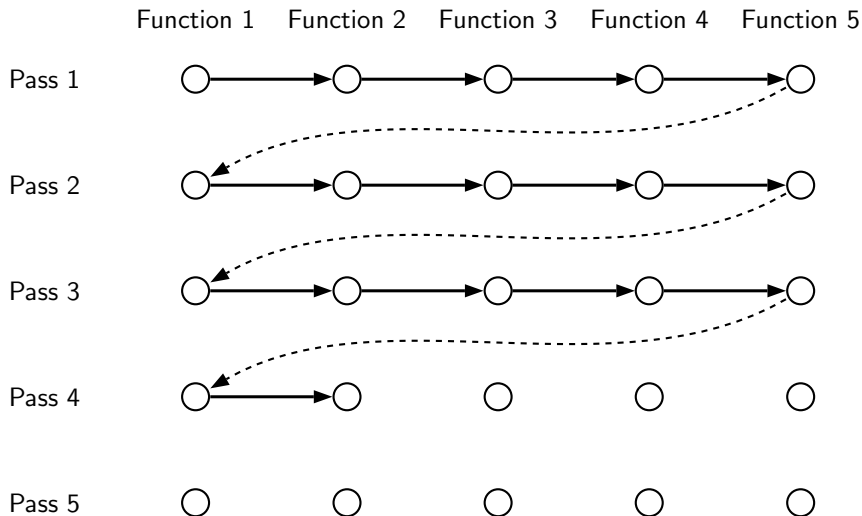 Function 1 Function 2 Function 3 Function 4 Function 5
Pass 1
Pass 2
Pass 3
Pass 4
Pass 5